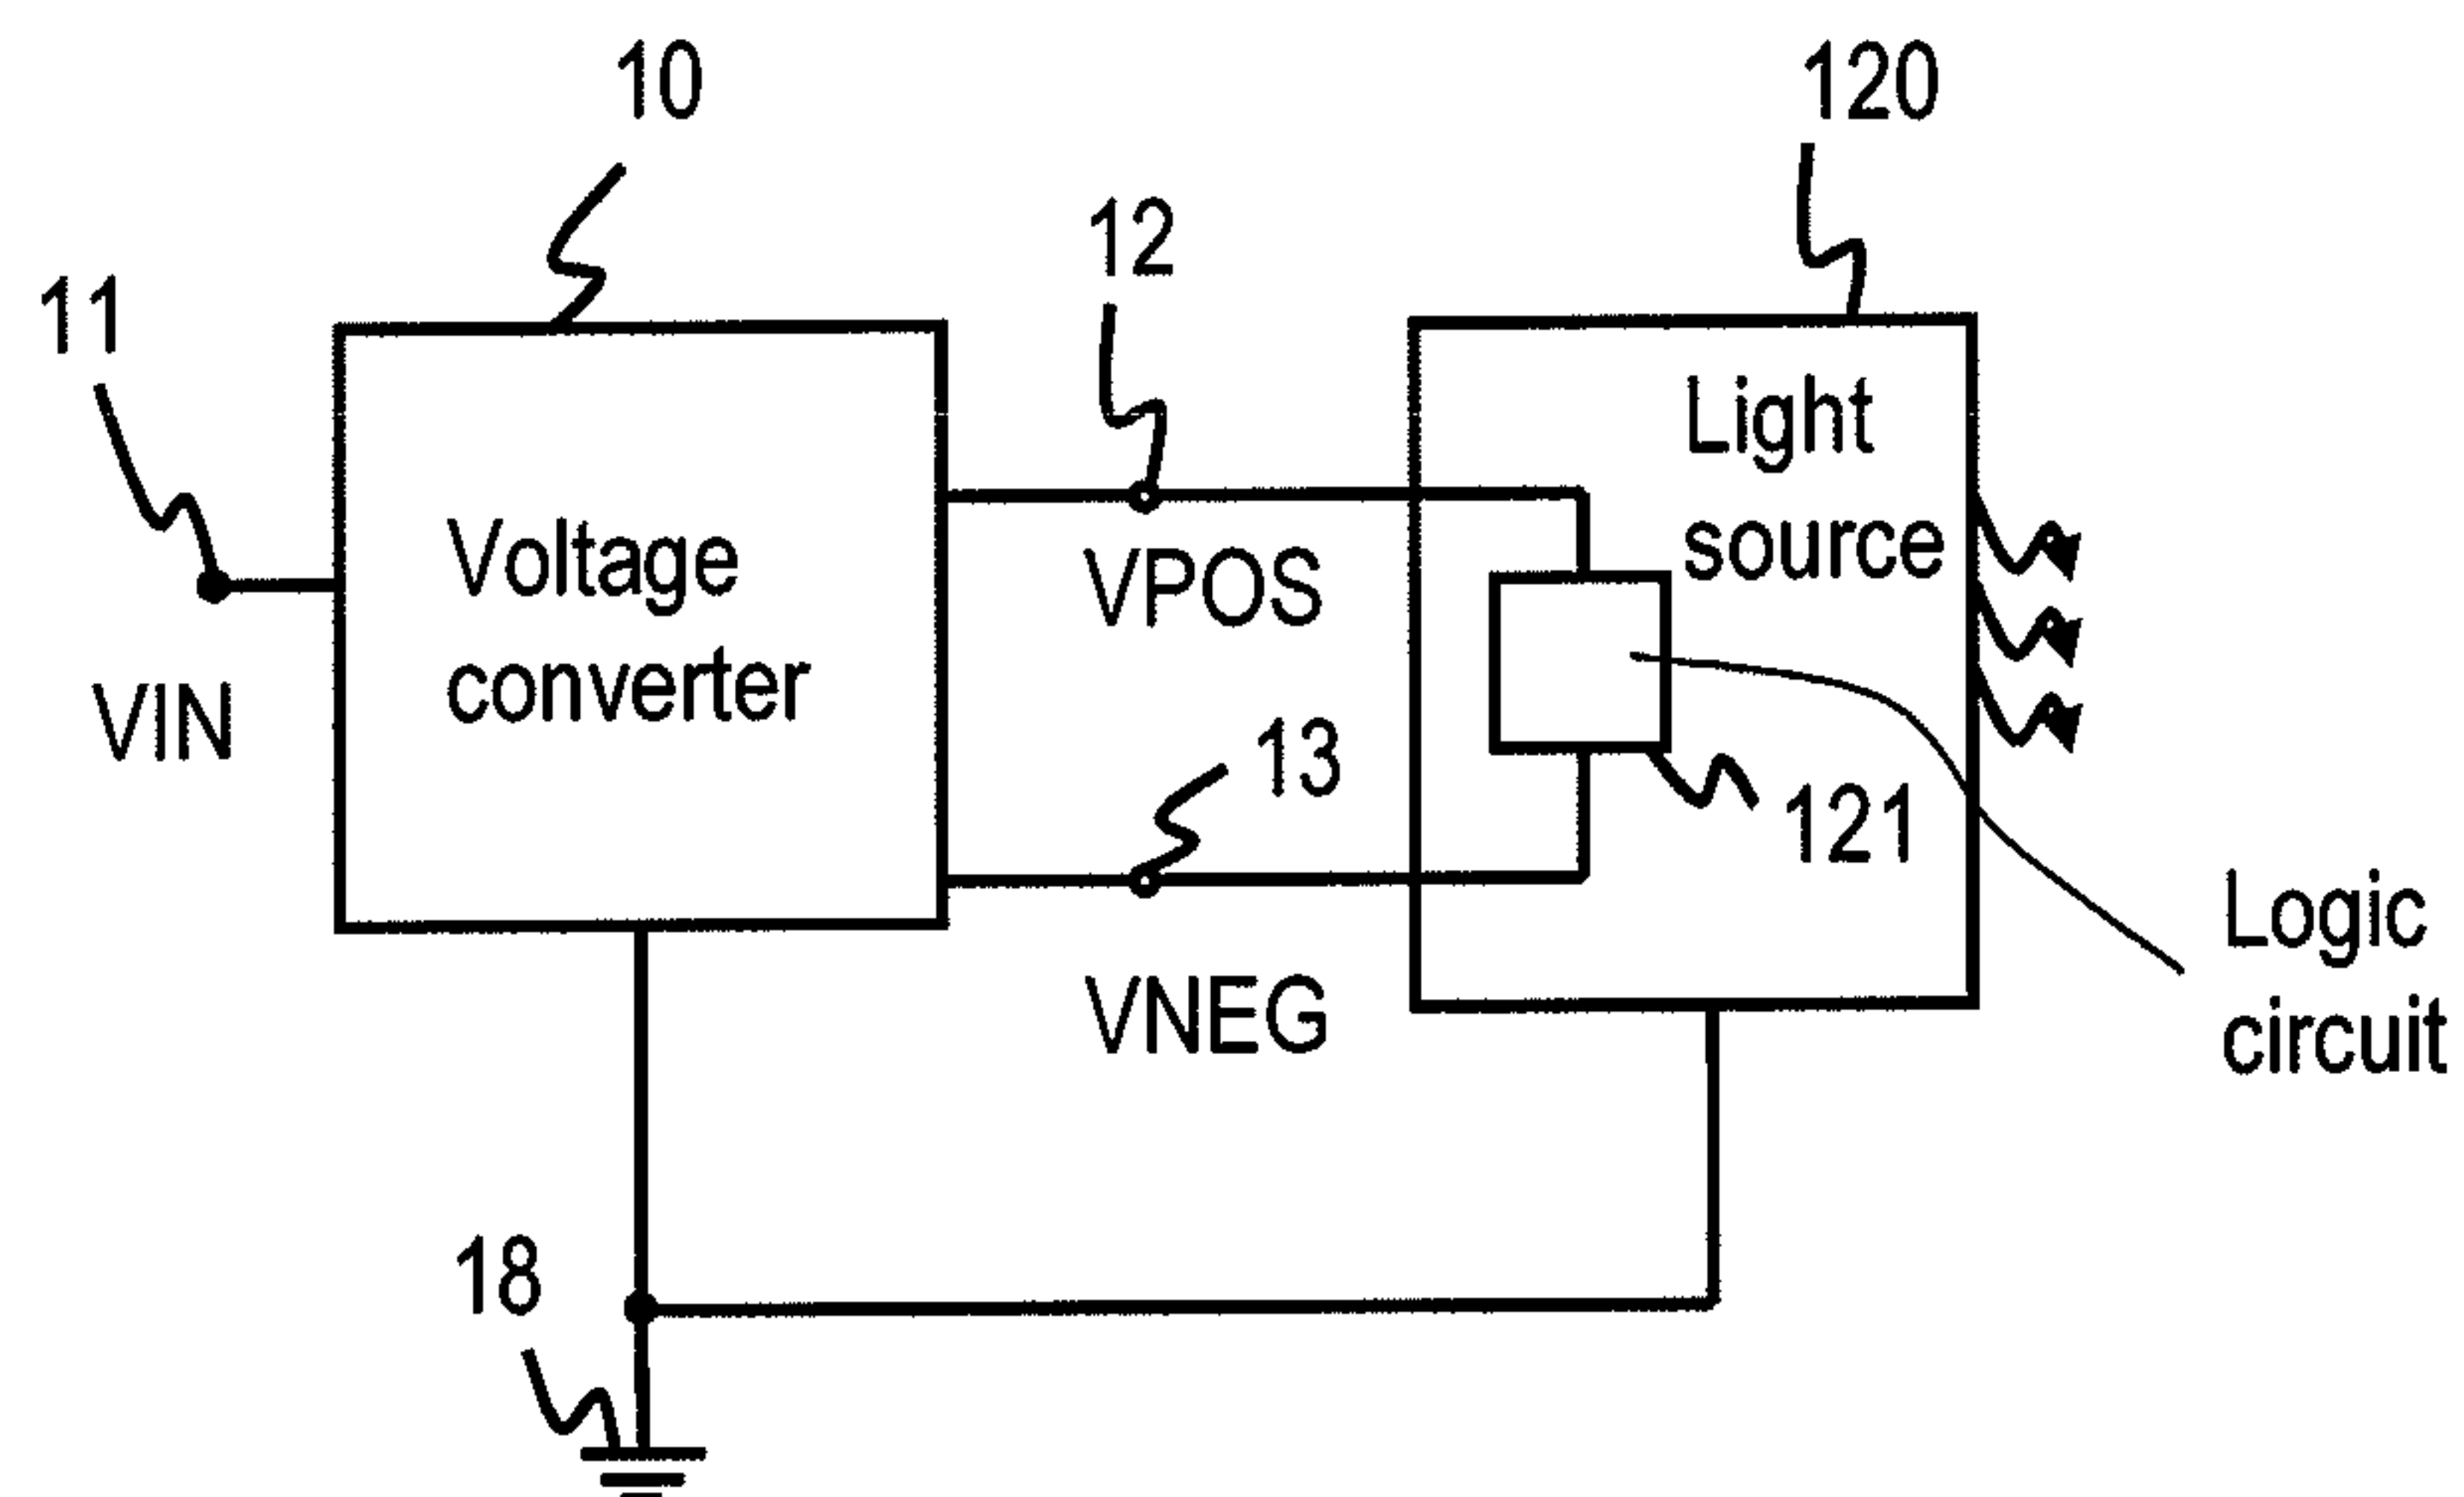 10
120
12
11
Light
source
Voltage
converter
VPOS
VIN
13
121
Logic
circuit
VNEG
18